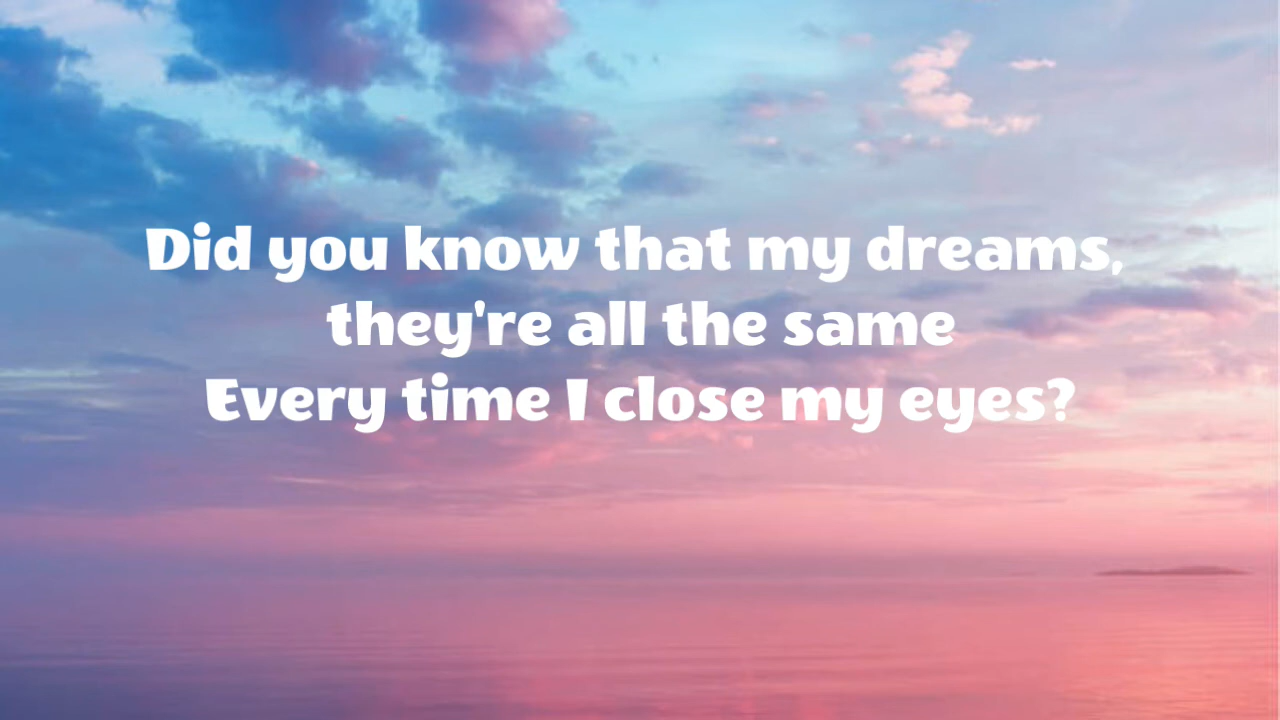 Did you know that my dreams,
they're all the same
Every time I close my eyes?